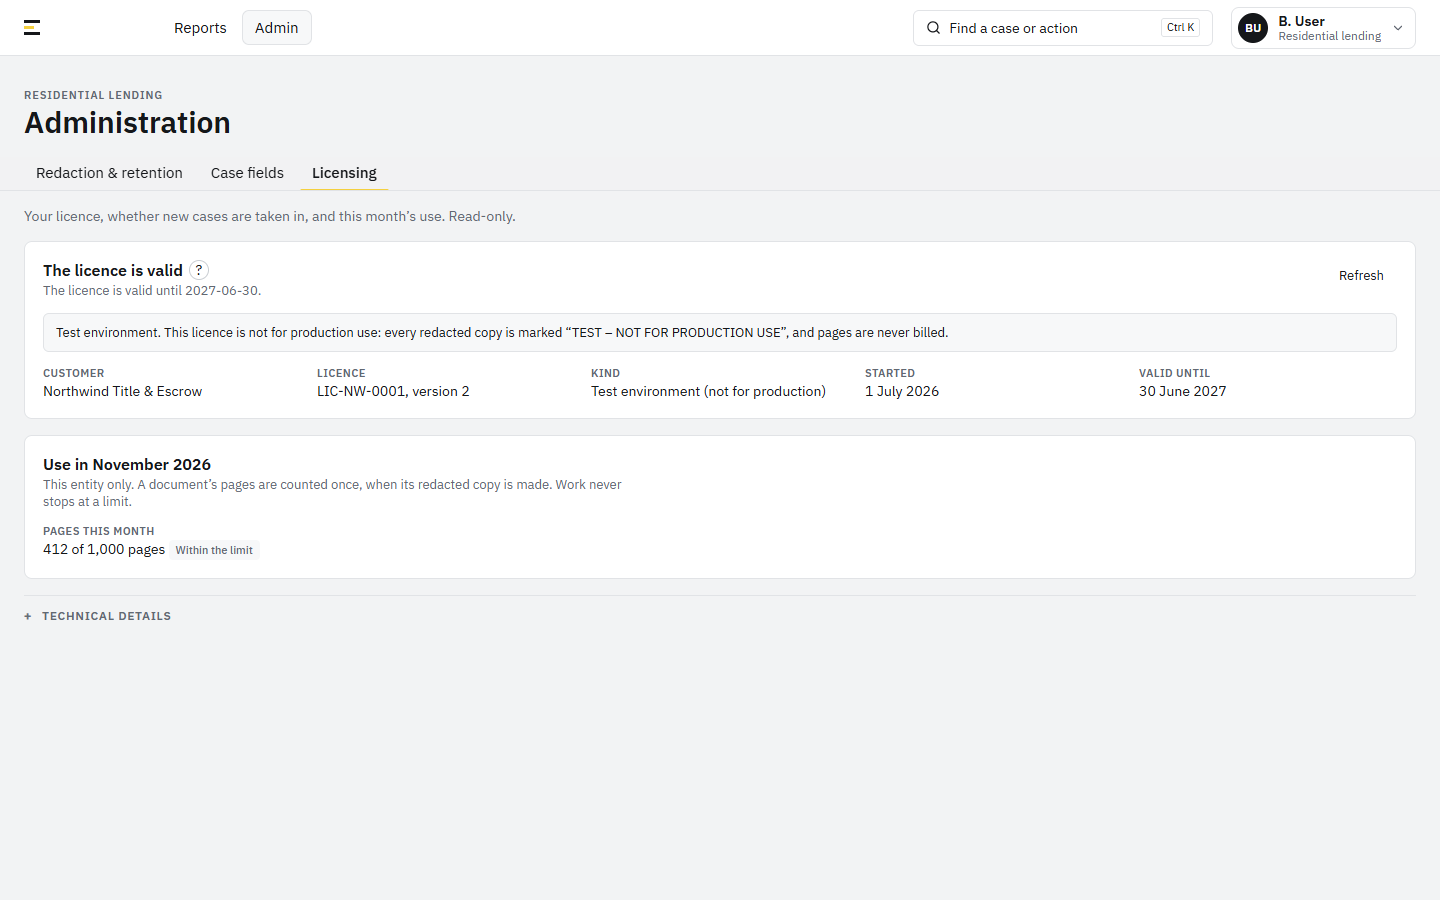 Reports
Admin
Find a case or action
Ctrl K
BU
B. User
Residential lending
RESIDENTIAL LENDING
Administration
Redaction & retention
Case fields
Licensing
Your licence, whether new cases are taken in, and this month’s use. Read-only.
The licence is valid ?
The licence is valid until 2027-06-30.
Refresh
Test environment. This licence is not for production use: every redacted copy is marked “TEST – NOT FOR PRODUCTION USE”, and pages are never billed.
CUSTOMER
Northwind Title & Escrow
LICENCE
LIC-NW-0001, version 2
KIND
Test environment (not for production)
STARTED
1 July 2026
VALID UNTIL
30 June 2027
Use in November 2026
This entity only. A document’s pages are counted once, when its redacted copy is made. Work never
stops at a limit.
PAGES THIS MONTH
412 of 1,000 pages Within the limit
+ TECHNICAL DETAILS